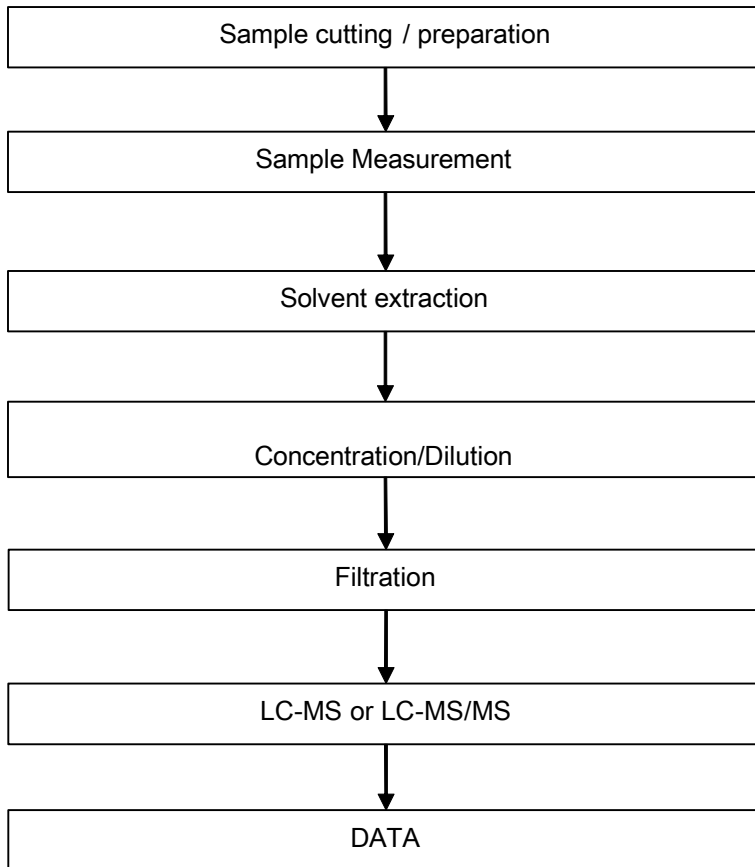 Sample cutting / preparation
Sample Measurement
Solvent extraction
Concentration/Dilution
Filtration
LC-MS or LC-MS/MS
DATA